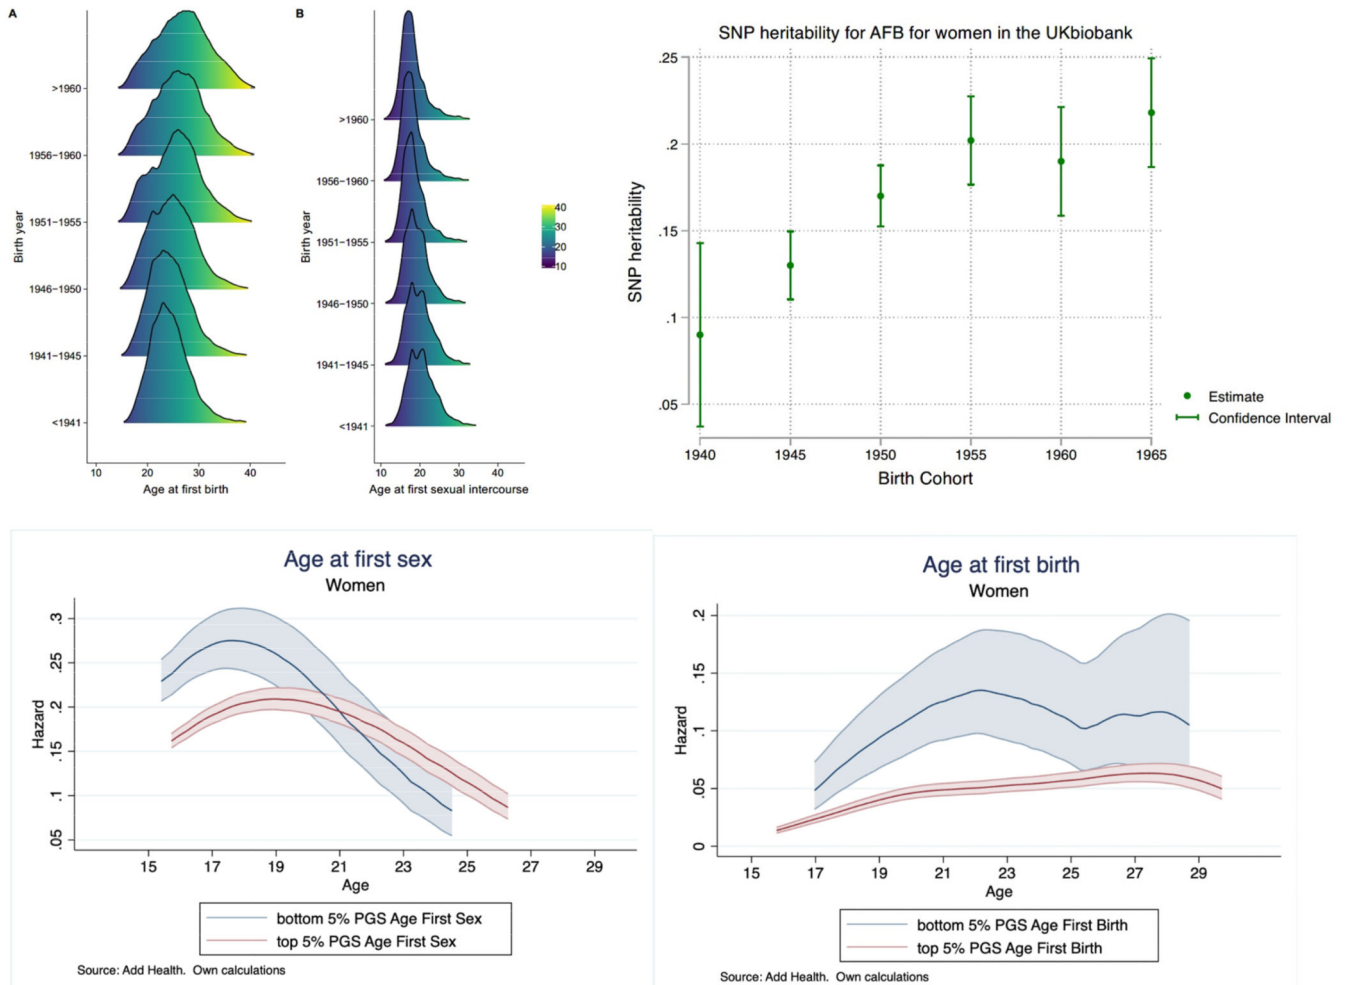 A
B
Birth year
>1960
1956−1960
1951−1955
1946−1950
1941−1945
<1941
10 20 30 40
Age at first birth
Birth year
>1960
1956−1960
1951−1955
1946−1950
1941−1945
<1941
10 20 30 40
Age at first sexual intercourse
40
30
20
10
SNP heritability for AFB for women in the UKbiobank
SNP heritability
.25
.2
.15
.1
.05
1940 1945 1950 1955 1960 1965
Birth Cohort
Estimate
Confidence Interval
Age at first sex
Women
Hazard
.3
.25
.2
.15
.1
.05
15 17 19 21 23 25 27 29
Age
bottom 5% PGS Age First Sex
top 5% PGS Age First Sex
Source: Add Health. Own calculations
Age at first birth
Women
Hazard
.2
.15
.1
.05
0
15 17 19 21 23 25 27 29
Age
bottom 5% PGS Age First Birth
top 5% PGS Age First Birth
Source: Add Health. Own calculations